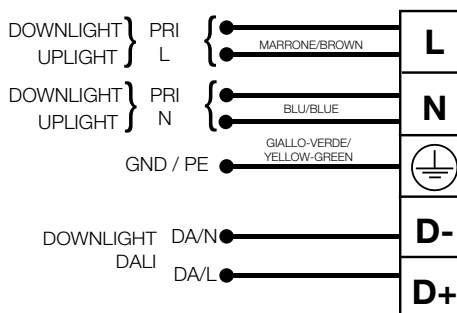 DOWNLIGHT PRI
UPLIGHT L
MARRONE/BROWN
L
DOWNLIGHT PRI
UPLIGHT N
BLU/BLUE
N
GIALLO-VERDE/
YELLOW-GREEN
GND / PE
DOWNLIGHT DA/N
D-
DALI
DA/L
D+